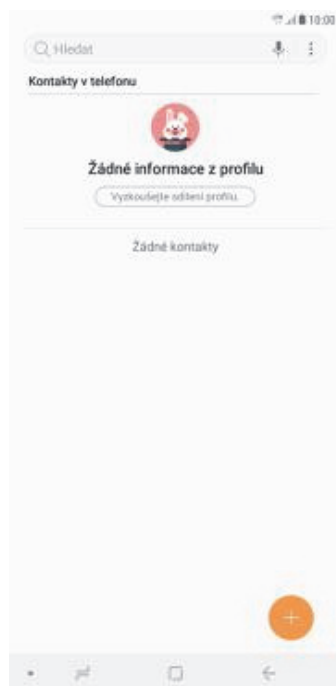 10:00
Hledat
Kontakty v telefonu
Žádné informace z profilu
Vyzkoušejte sdílení profilu.
Žádné kontakty